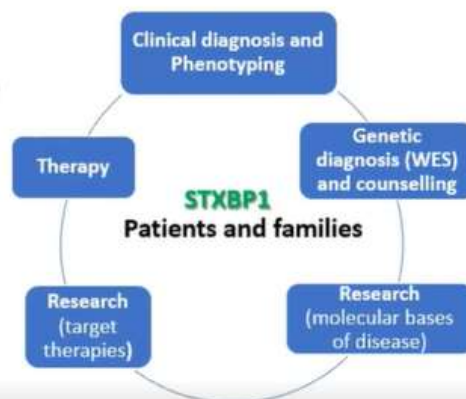 Clinical diagnosis and
Phenotyping
Genetic
diagnosis (WES)
and counselling
Research
(molecular bases
of disease)
Research
(target
therapies)
Therapy
STXBP1
Patients and families